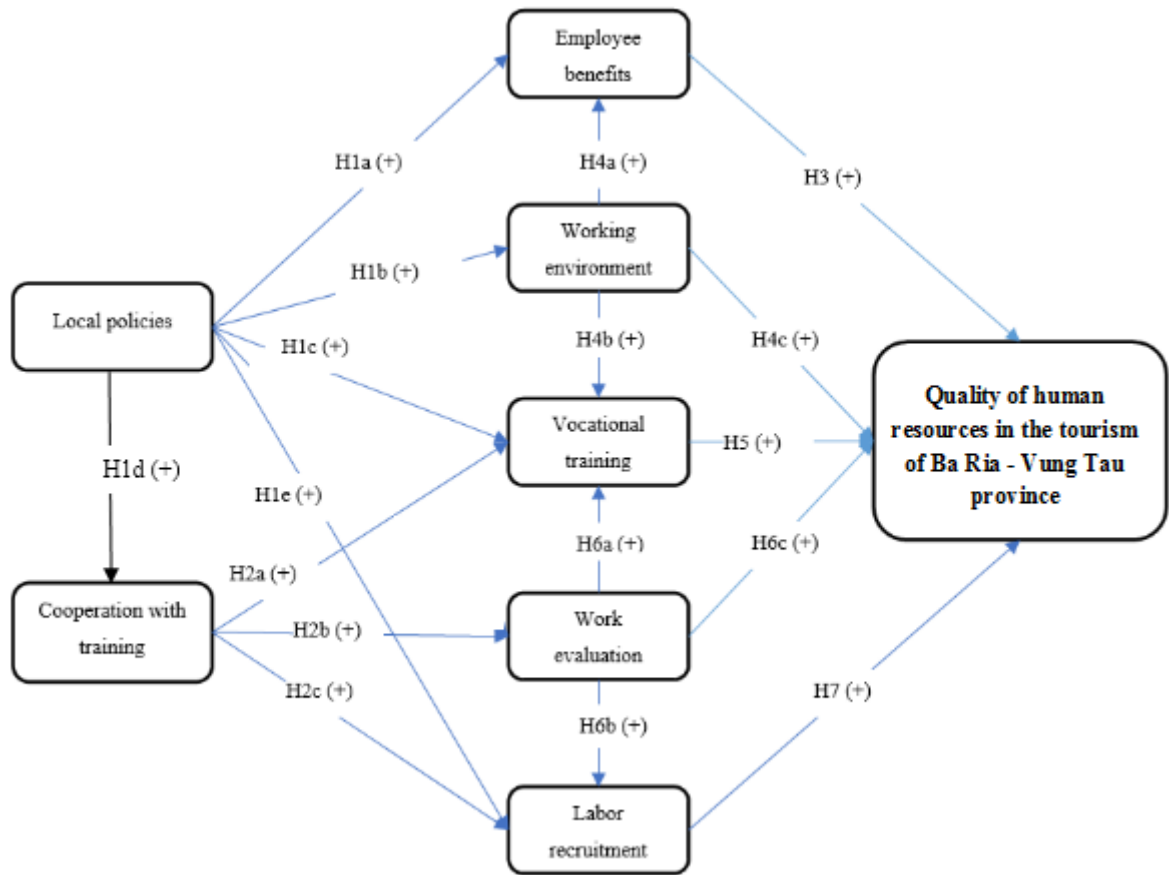 Employee
benefits
H1a (+)
H4a (+)
H3 (+)
Working
environment
H1b (+)
Local policies
H1c (+)
H4b (+)
H4c (+)
Vocational
training
H5 (+)
Quality of human
resources in the tourism
of Ba Ria - Vung Tau
province
H1d (+)
H1e (+)
H2a (+)
H6a (+)
H6c (+)
Cooperation with
training
H2b (+)
Work
evaluation
H2c (+)
H6b (+)
H7 (+)
Labor
recruitment